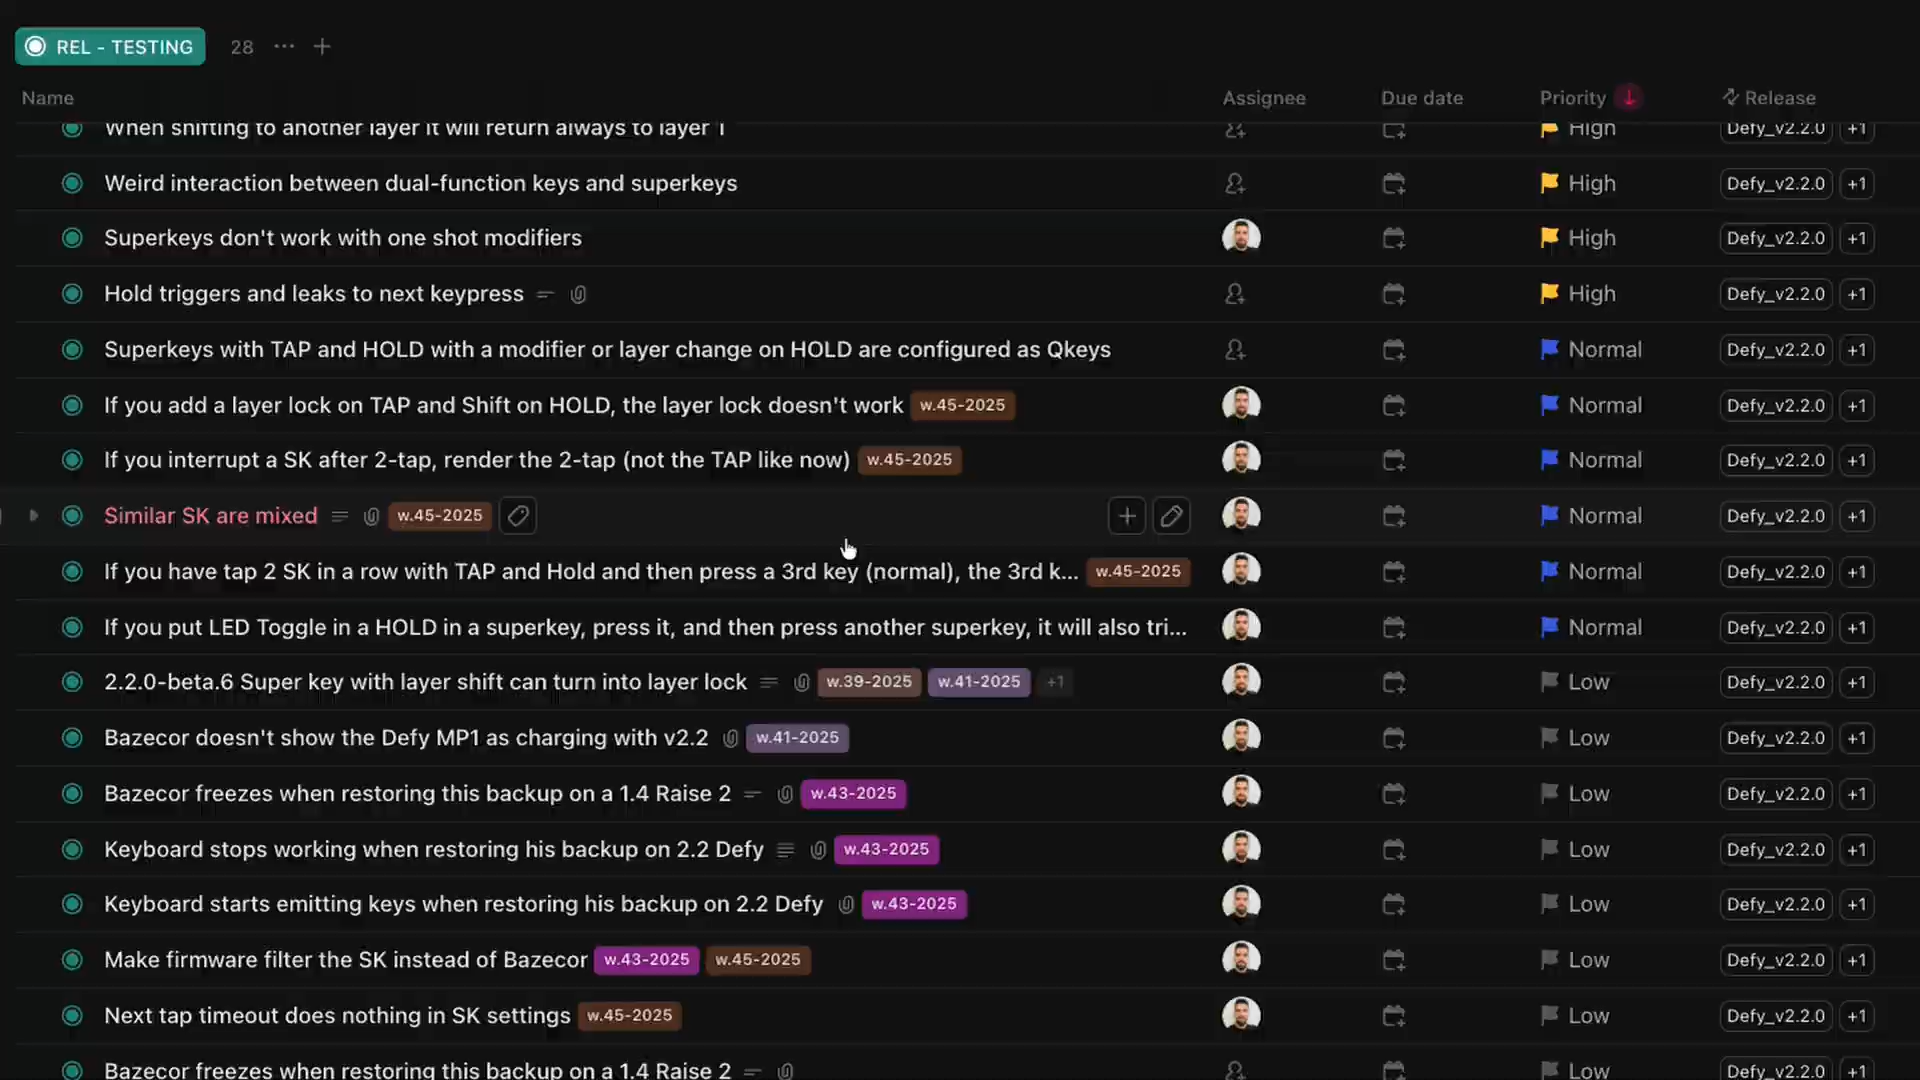 REL - TESTING 28
Name Assignee Due date Priority Release
When shifting to another layer it will return always to layer 1 High Defy_v2.2.0 +1
Weird interaction between dual-function keys and superkeys High Defy_v2.2.0 +1
Superkeys don't work with one shot modifiers High Defy_v2.2.0 +1
Hold triggers and leaks to next keypress High Defy_v2.2.0 +1
Superkeys with TAP and HOLD with a modifier or layer change on HOLD are configured as Qkeys Normal Defy_v2.2.0 +1
If you add a layer lock on TAP and Shift on HOLD, the layer lock doesn't work w.45-2025 Normal Defy_v2.2.0 +1
If you interrupt a SK after 2-tap, render the 2-tap (not the TAP like now) w.45-2025 Normal Defy_v2.2.0 +1
Similar SK are mixed w.45-2025 Normal Defy_v2.2.0 +1
If you have tap 2 SK in a row with TAP and Hold and then press a 3rd key (normal), the 3rd k... w.45-2025 Normal Defy_v2.2.0 +1
If you put LED Toggle in a HOLD in a superkey, press it, and then press another superkey, it will also tri... Normal Defy_v2.2.0 +1
2.2.0-beta.6 Super key with layer shift can turn into layer lock w.39-2025 w.41-2025 +1 Low Defy_v2.2.0 +1
Bazecor doesn't show the Defy MP1 as charging with v2.2 w.41-2025 Low Defy_v2.2.0 +1
Bazecor freezes when restoring this backup on a 1.4 Raise 2 w.43-2025 Low Defy_v2.2.0 +1
Keyboard stops working when restoring his backup on 2.2 Defy w.43-2025 Low Defy_v2.2.0 +1
Keyboard starts emitting keys when restoring his backup on 2.2 Defy w.43-2025 Low Defy_v2.2.0 +1
Make firmware filter the SK instead of Bazecor w.43-2025 w.45-2025 Low Defy_v2.2.0 +1
Next tap timeout does nothing in SK settings w.45-2025 Low Defy_v2.2.0 +1
Bazecor freezes when restoring this backup on a 1.4 Raise 2 Low Defy_v2.2.0 +1